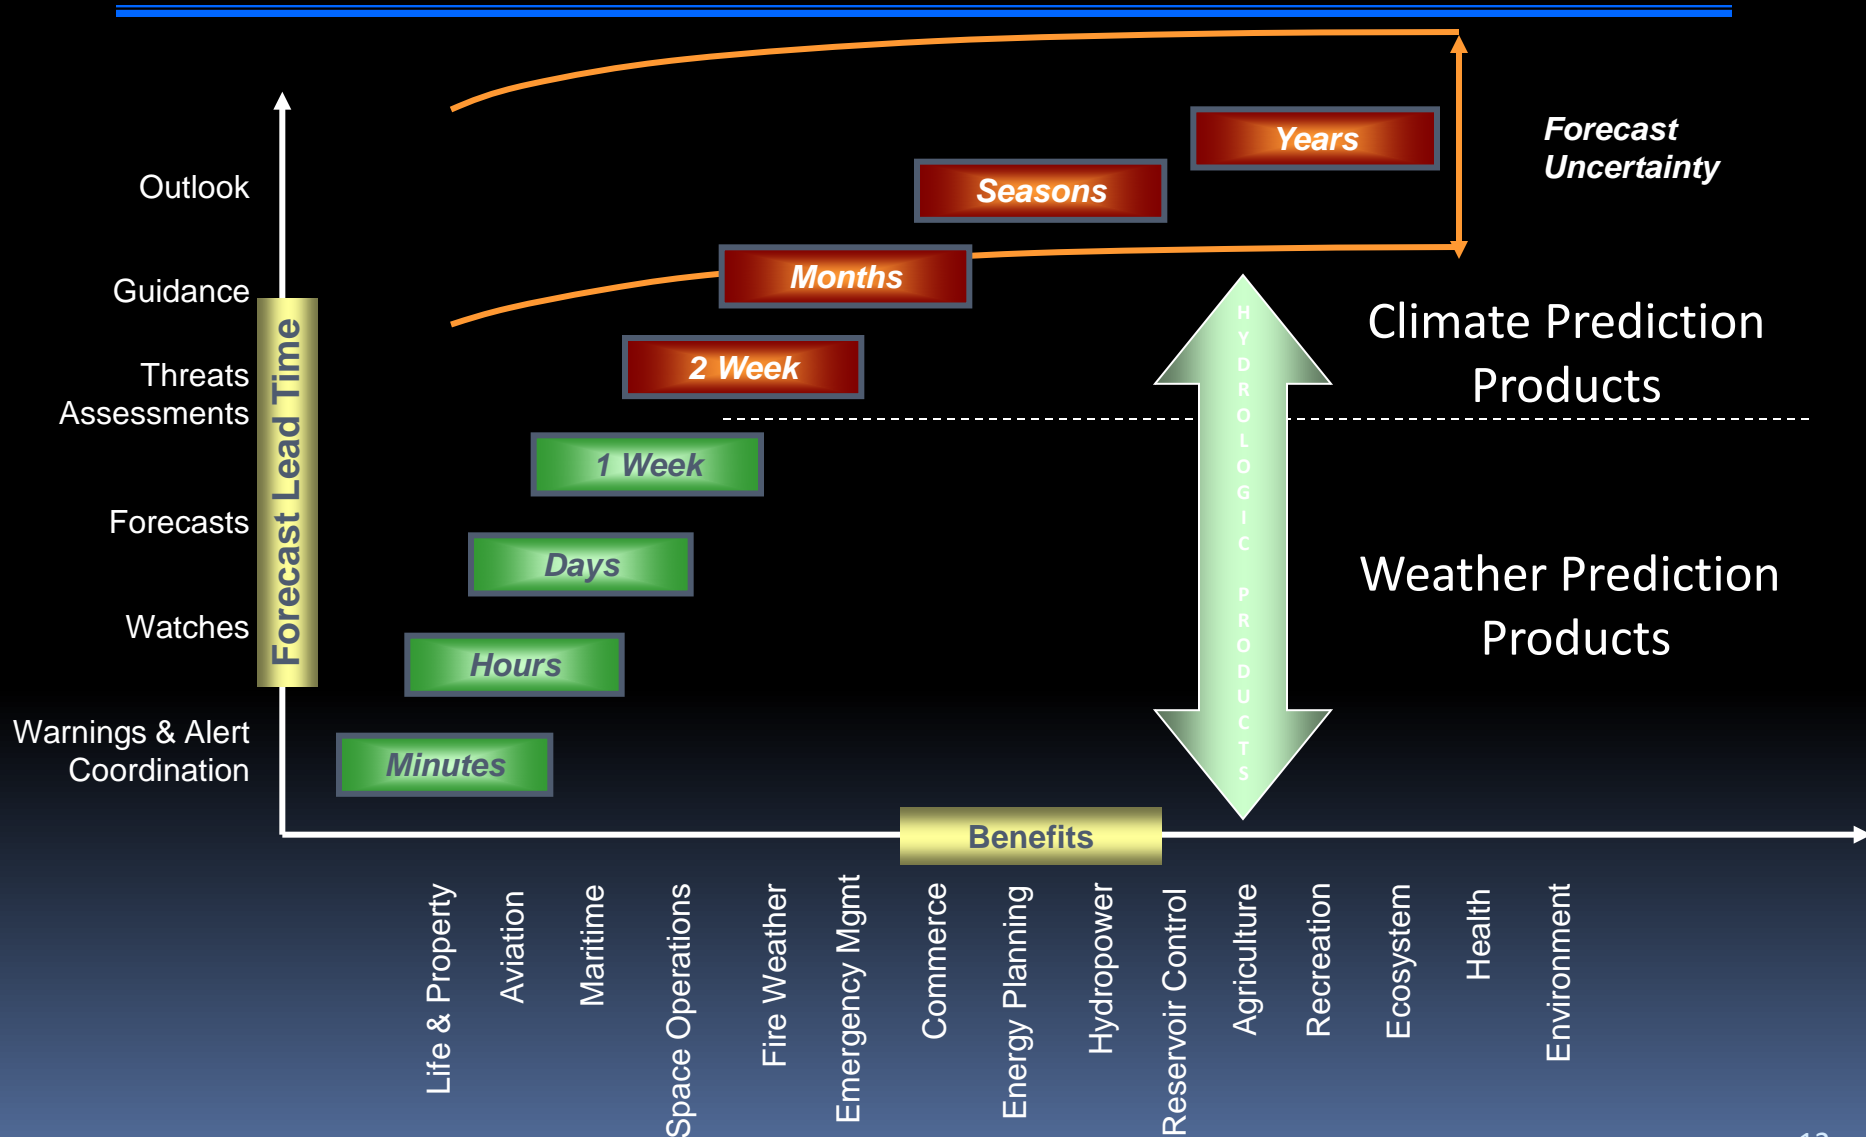 Forecast
Uncertainty
Years
Seasons
Months
2 Week
1 Week
Days
Hours
Minutes
Outlook
Guidance
Threats
Assessments
Forecasts
Watches
Warnings & Alert
Coordination
Forecast Lead Time
HYDROLOGIC PRODUCTS
Climate Prediction
Products
Weather Prediction
Products
Benefits
Life & Property
Aviation
Maritime
Space Operations
Fire Weather
Emergency Mgmt
Commerce
Energy Planning
Hydropower
Reservoir Control
Agriculture
Recreation
Ecosystem
Health
Environment